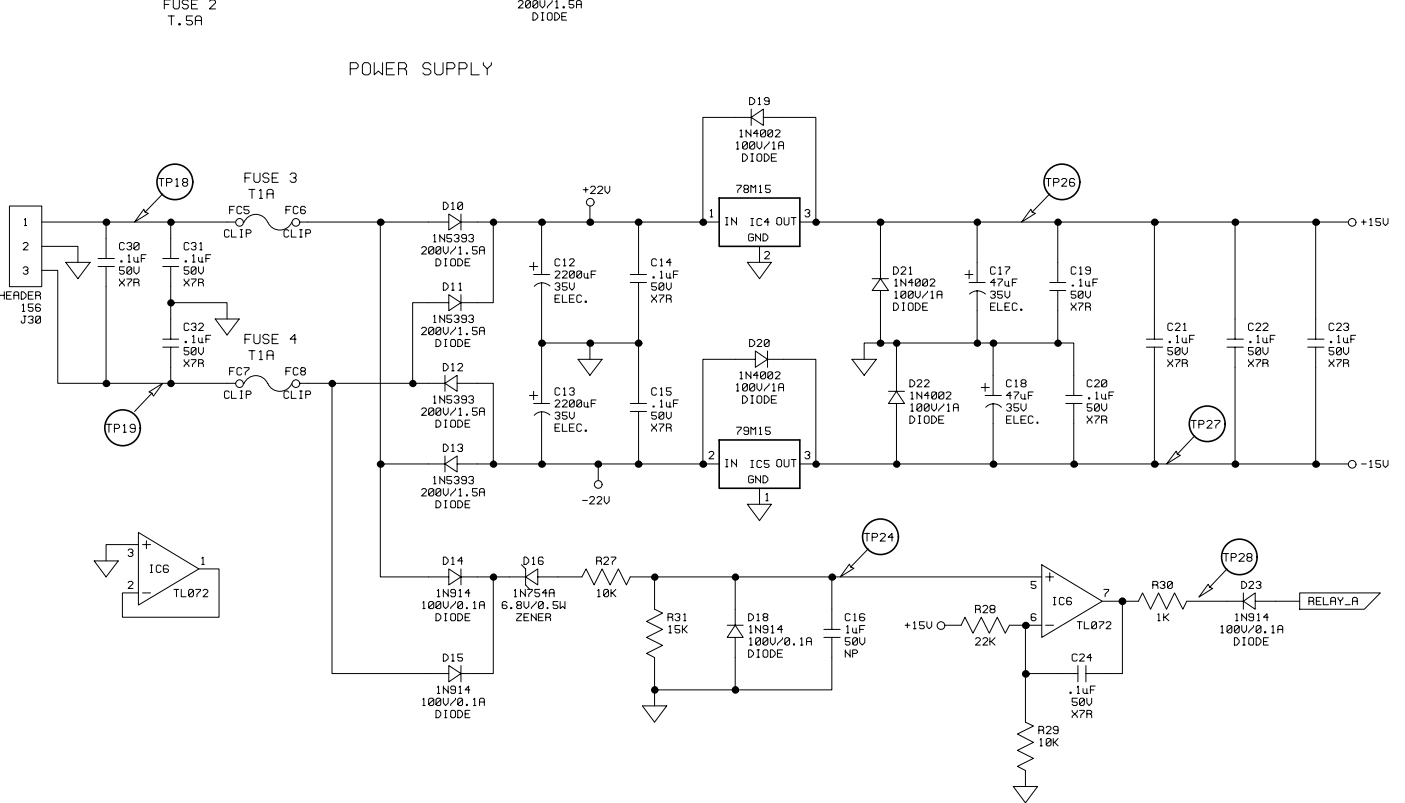 FUSE 2
T.5A
200V/1.5A
DIODE
POWER SUPPLY
D19
1N4002
100V/1A
DIODE
TP18
FUSE 3
T1A
FC5
FC6
CLIP
CLIP
D10
1N5393
200V/1.5A
DIODE
+22V
78M15
1
IN
IC4
OUT
3
GND
2
TP26
+15V
1
2
3
HEADER
156
J30
C30
.1uF
50V
X7R
C31
.1uF
50V
X7R
C12
2200uF
35V
ELEC.
C14
.1uF
50V
X7R
D21
1N4002
100V/1A
DIODE
C17
47uF
35V
ELEC.
C19
.1uF
50V
X7R
D11
1N5393
200V/1.5A
DIODE
C32
.1uF
50V
X7R
FUSE 4
T1A
FC7
FC8
CLIP
CLIP
C21
.1uF
50V
X7R
C22
.1uF
50V
X7R
C23
.1uF
50V
X7R
D20
1N4002
100V/1A
DIODE
D12
1N5393
200V/1.5A
DIODE
C13
2200uF
35V
ELEC.
C15
.1uF
50V
X7R
D22
1N4002
100V/1A
DIODE
C18
47uF
35V
ELEC.
C20
.1uF
50V
X7R
TP19
TP27
79M15
2
IN
IC5
OUT
3
GND
1
D13
1N5393
200V/1.5A
DIODE
-22V
-15V
3
+
IC6
1
2
−
TL072
D14
1N914
100V/0.1A
DIODE
D16
1N754A
6.8V/0.5W
ZENER
R27
10K
TP24
R31
15K
D18
1N914
100V/0.1A
DIODE
C16
1uF
50V
NP
+15V
R28
22K
5
+
IC6
7
6
−
TL072
R30
1K
TP28
D23
1N914
100V/0.1A
DIODE
RELAY_A
D15
1N914
100V/0.1A
DIODE
C24
.1uF
50V
X7R
R29
10K